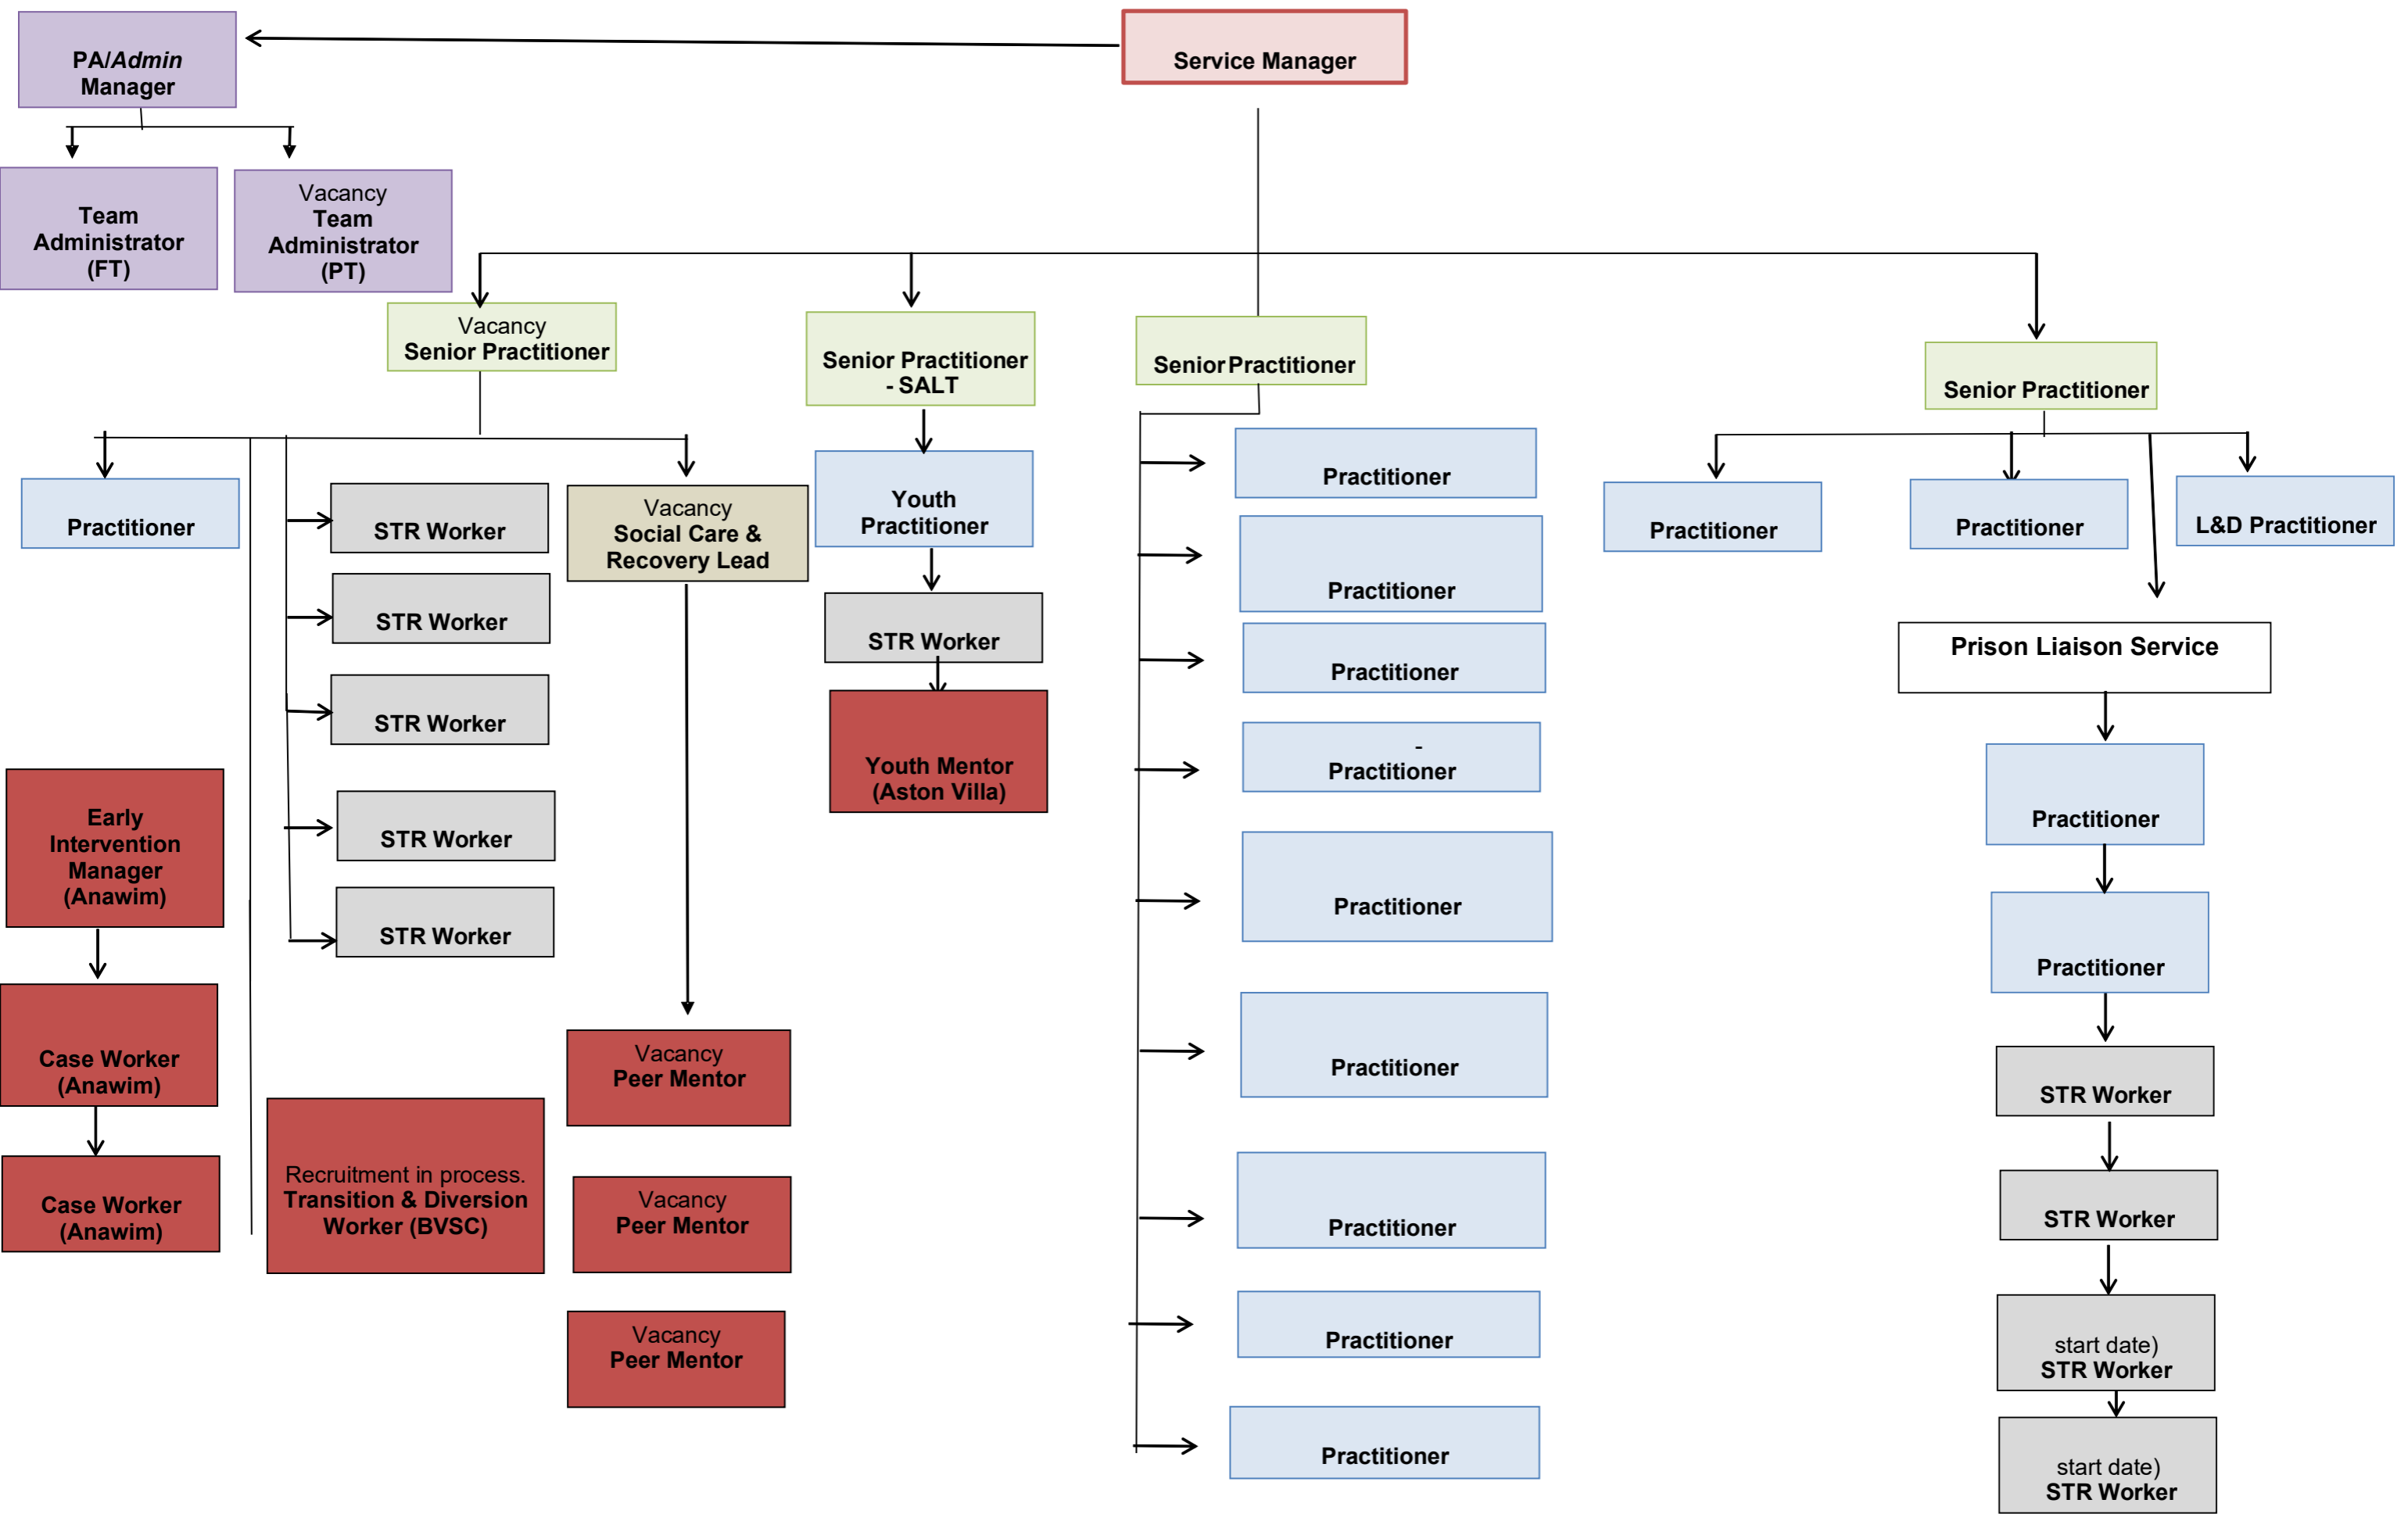 PA/Admin
Manager
Service Manager
Team
Administrator
(FT)
Vacancy
Team
Administrator
(PT)
Vacancy
Senior Practitioner
Senior Practitioner
- SALT
Senior Practitioner
Senior Practitioner
Practitioner
STR Worker
STR Worker
STR Worker
STR Worker
STR Worker
Vacancy
Social Care &
Recovery Lead
Youth
Practitioner
STR Worker
Youth Mentor
(Aston Villa)
Early
Intervention
Manager
(Anawim)
Case Worker
(Anawim)
Case Worker
(Anawim)
Recruitment in process.
Transition & Diversion
Worker (BVSC)
Vacancy
Peer Mentor
Vacancy
Peer Mentor
Vacancy
Peer Mentor
Practitioner
Practitioner
Practitioner
-
Practitioner
Practitioner
Practitioner
Practitioner
Practitioner
Practitioner
Practitioner
Practitioner
L&D Practitioner
Prison Liaison Service
Practitioner
Practitioner
STR Worker
STR Worker
start date)
STR Worker
start date)
STR Worker